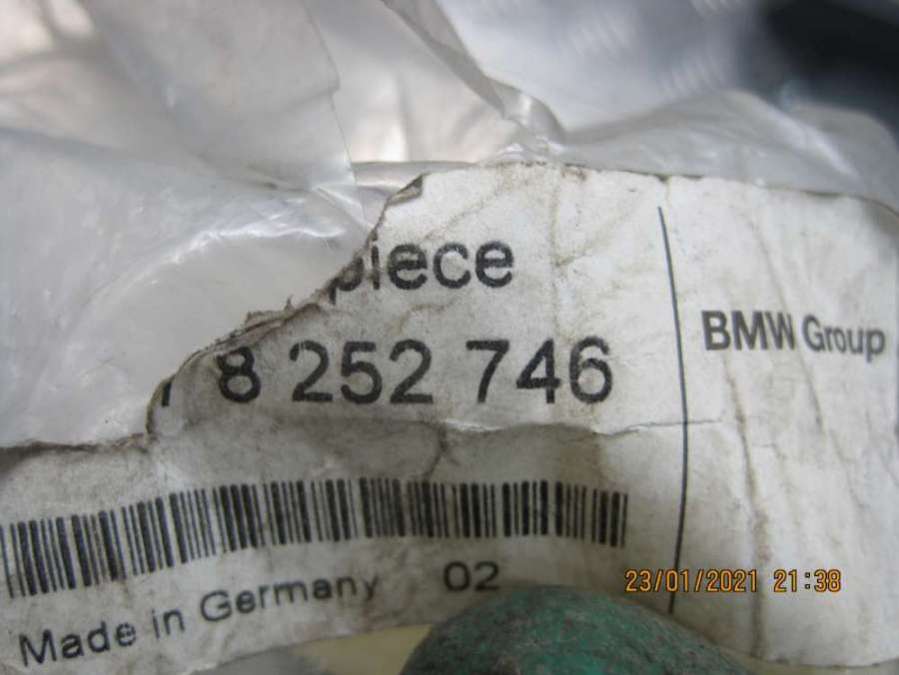 piece
8 252 746
BMW Group
Made in Germany 02
23/01/2021 21:38